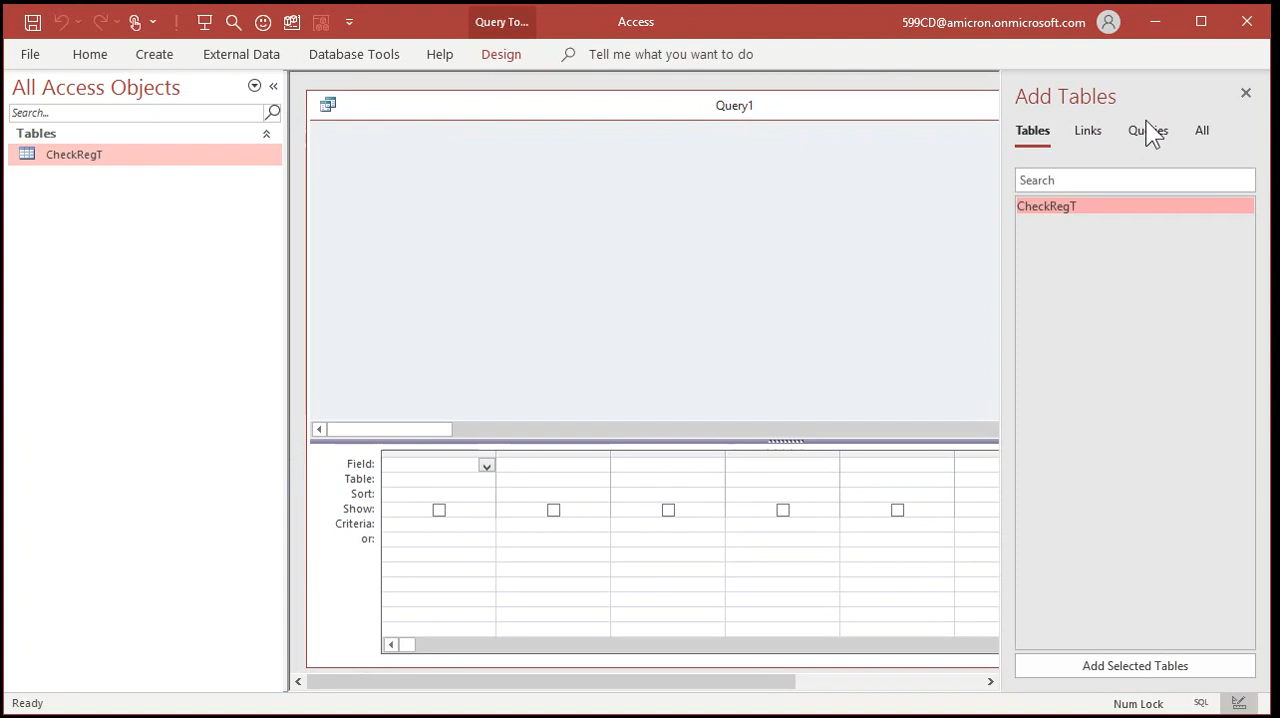 Query To...
Access
599CD@amicron.onmicrosoft.com
File
Home
Create
External Data
Database Tools
Help
Design
Tell me what you want to do
All Access Objects
Search...
Tables
CheckRegT
Query1
Field:
Table:
Sort:
Show:
Criteria:
or:
Add Tables
Tables
Links
Queries
All
Search
CheckRegT
Add Selected Tables
Ready
Num Lock
SQL